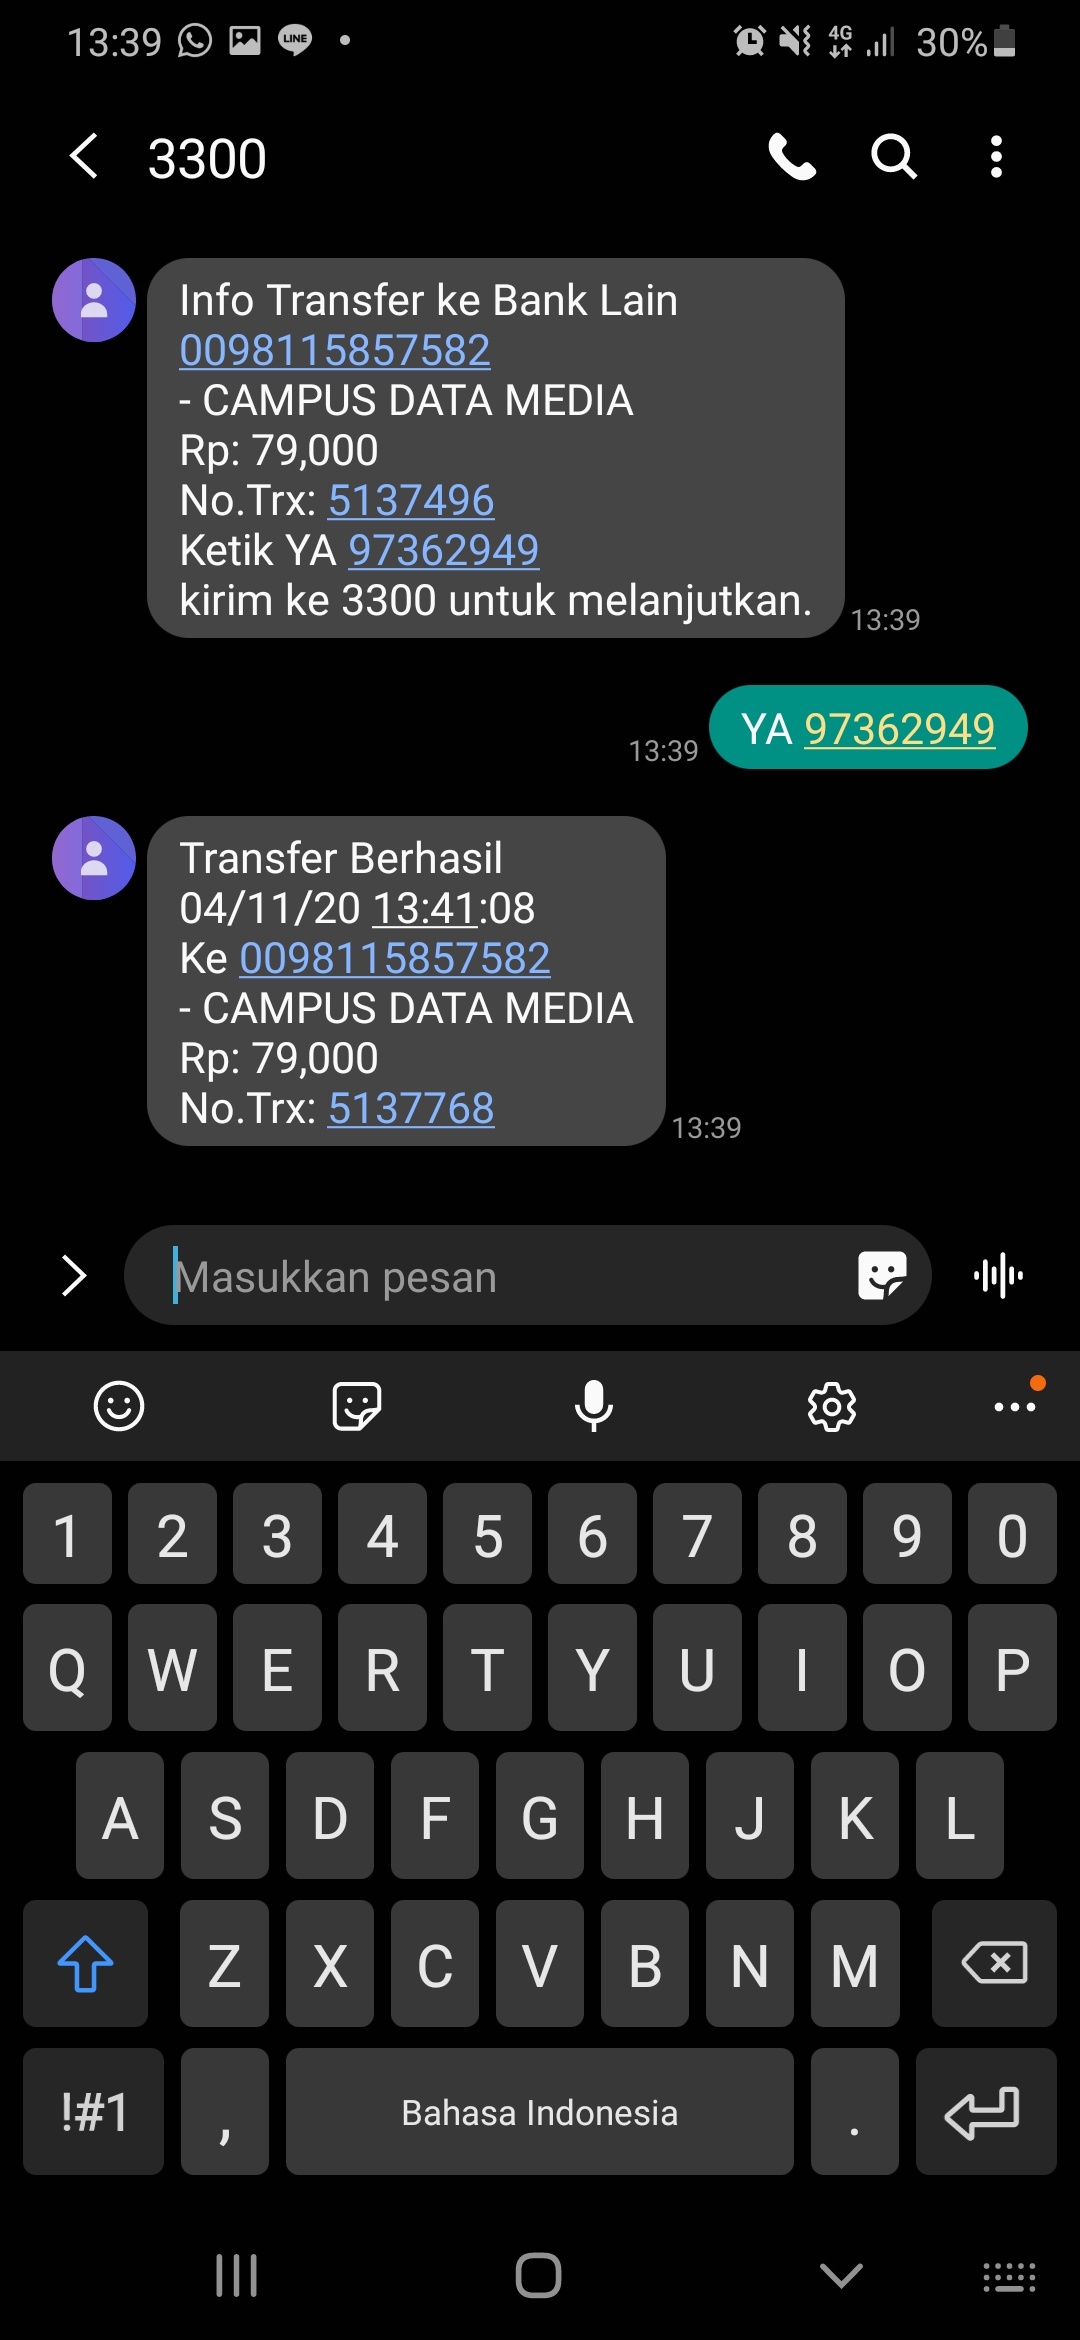 13:39 LINE 4G 30%
3300
Info Transfer ke Bank Lain
0098115857582
- CAMPUS DATA MEDIA
Rp: 79,000
No.Trx: 5137496
Ketik YA 97362949
kirim ke 3300 untuk melanjutkan.
13:39
YA 97362949
13:39
Transfer Berhasil
04/11/20 13:41:08
Ke 0098115857582
- CAMPUS DATA MEDIA
Rp: 79,000
No.Trx: 5137768
13:39
Masukkan pesan
1 2 3 4 5 6 7 8 9 0
Q W E R T Y U I O P
A S D F G H J K L
Z X C V B N M
!#1 , Bahasa Indonesia .